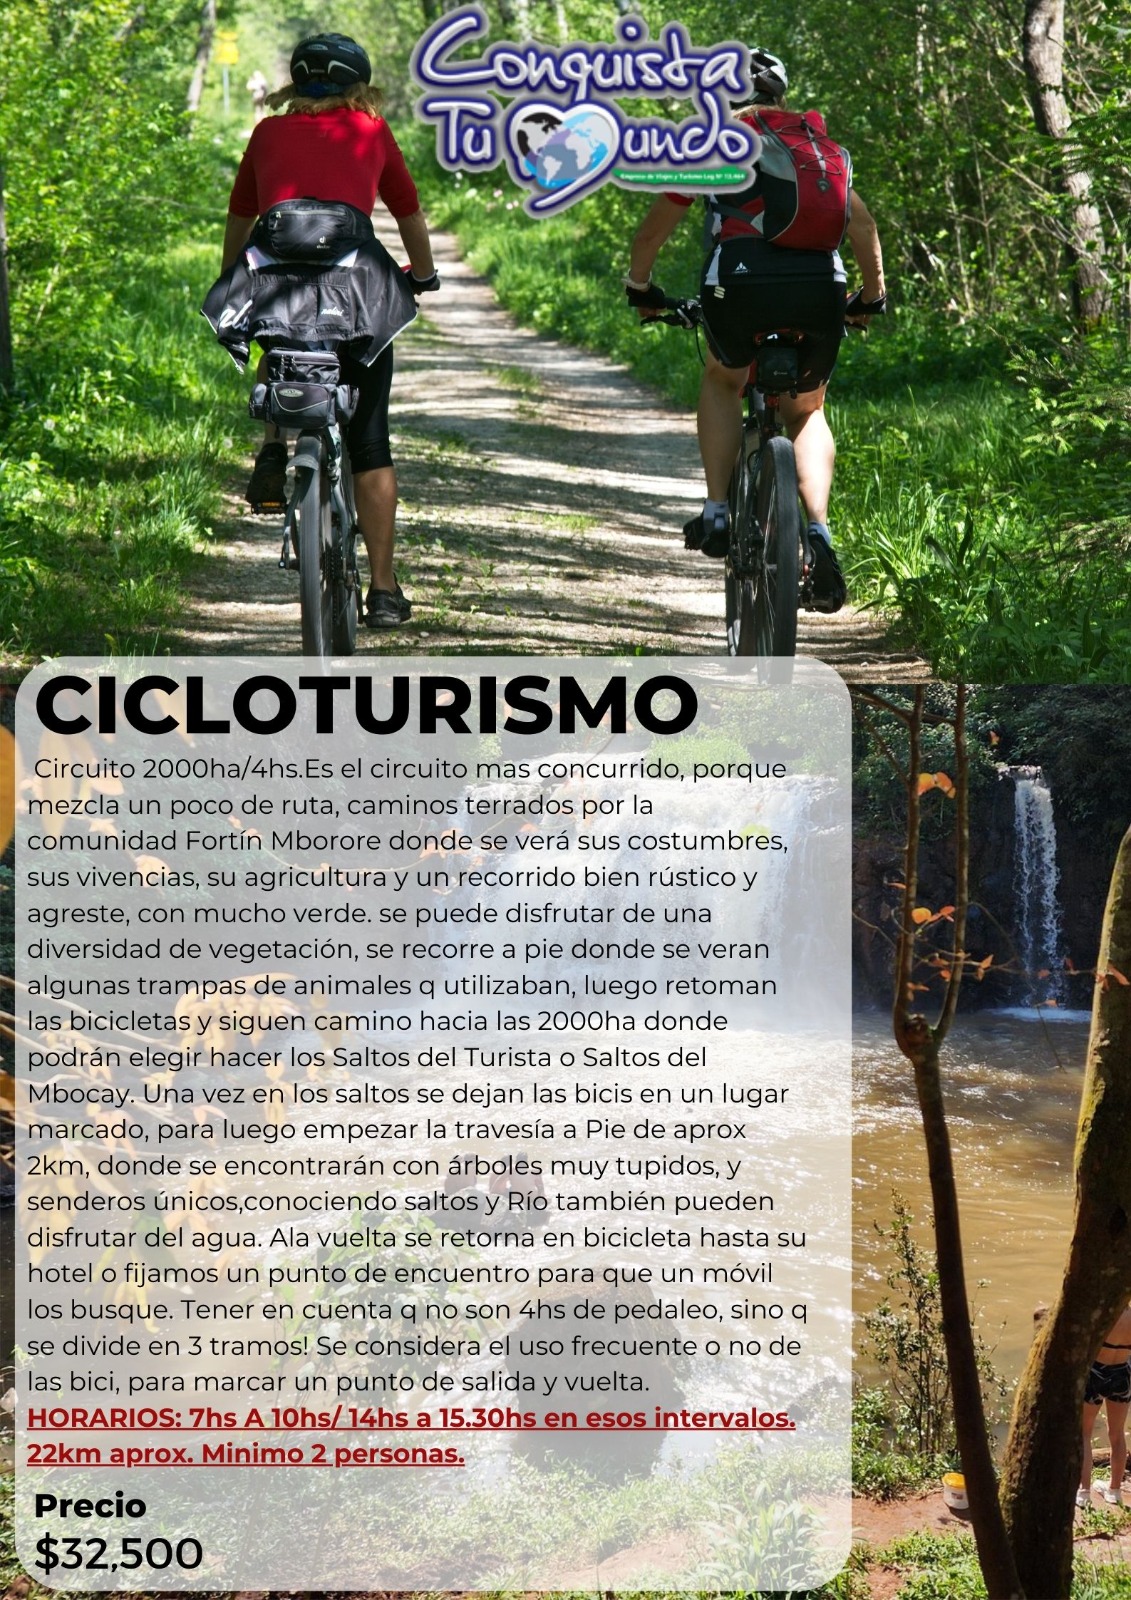 Conquista
Tu Mundo
Empresa de Viajes y Turismo Leg Nº 13.464
CICLOTURISMO
Circuito 2000ha/4hs.Es el circuito mas concurrido, porque
mezcla un poco de ruta, caminos terrados por la
comunidad Fortín Mborore donde se verá sus costumbres,
sus vivencias, su agricultura y un recorrido bien rústico y
agreste, con mucho verde. se puede disfrutar de una
diversidad de vegetación, se recorre a pie donde se veran
algunas trampas de animales q utilizaban, luego retoman
las bicicletas y siguen camino hacia las 2000ha donde
podrán elegir hacer los Saltos del Turista o Saltos del
Mbocay. Una vez en los saltos se dejan las bicis en un lugar
marcado, para luego empezar la travesía a Pie de aprox
2km, donde se encontrarán con árboles muy tupidos, y
senderos únicos,conociendo saltos y Río también pueden
disfrutar del agua. Ala vuelta se retorna en bicicleta hasta su
hotel o fijamos un punto de encuentro para que un móvil
los busque. Tener en cuenta q no son 4hs de pedaleo, sino q
se divide en 3 tramos! Se considera el uso frecuente o no de
las bici, para marcar un punto de salida y vuelta.
HORARIOS: 7hs A 10hs/ 14hs a 15.30hs en esos intervalos.
22km aprox. Minimo 2 personas.
Precio
$32,500